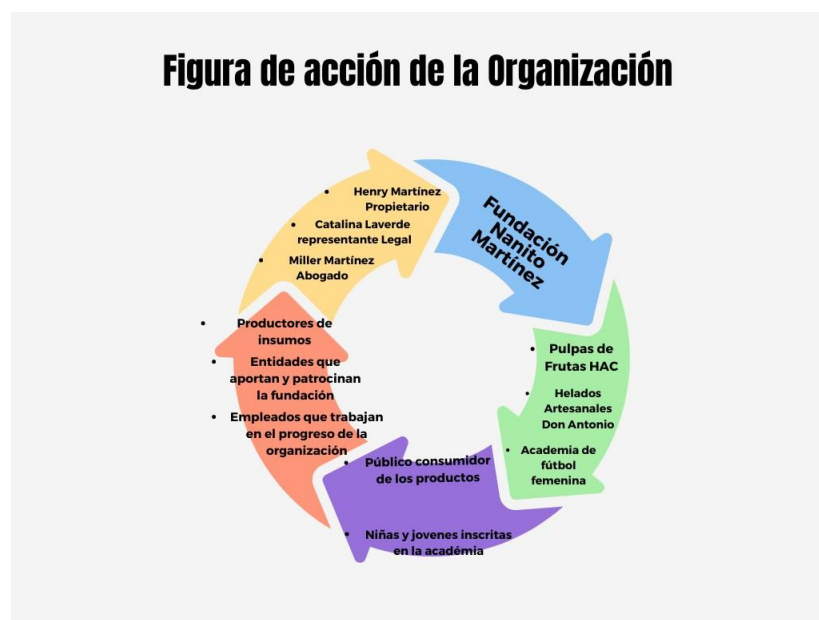 Figura de acción de la Organización
Fundación
Nanito
Martínez
• Pulpas de
Frutas HAC
• Helados
Artesanales
Don Antonio
• Academia de
fútbol
femenina
• Público consumidor
de los productos
• Niñas y jovenes inscritas
en la académia
• Productores de
insumos
• Entidades que
aportan y patrocinan
la fundación
• Empleados que trabajan
en el progreso de la
organización
• Henry Martínez
Propietario
• Catalina Laverde
representante Legal
• Miller Martínez
Abogado